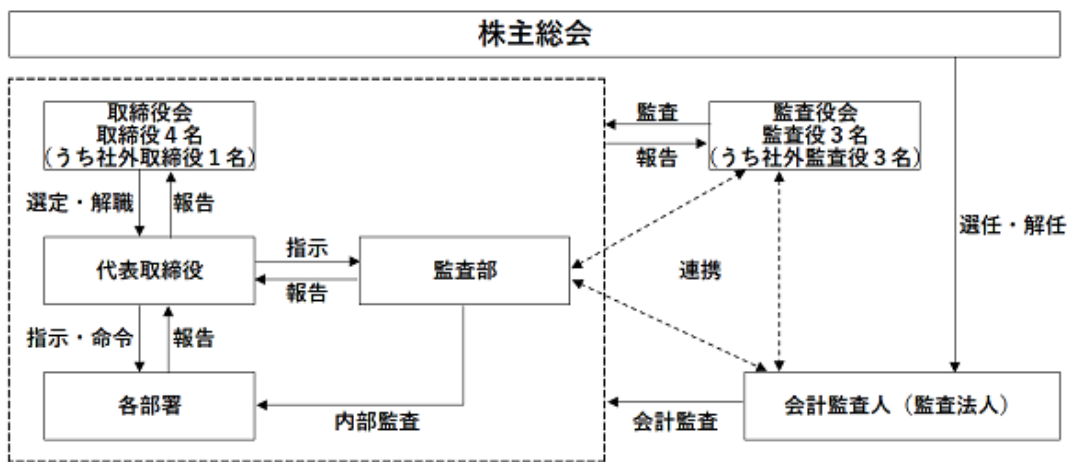 株主総会
取締役会
取締役４名
（うち社外取締役１名）
監査
報告
監査役会
監査役３名
（うち社外監査役３名）
選定・解職
報告
選任・解任
代表取締役
指示
報告
監査部
連携
指示・命令
報告
各部署
内部監査
会計監査
会計監査人（監査法人）